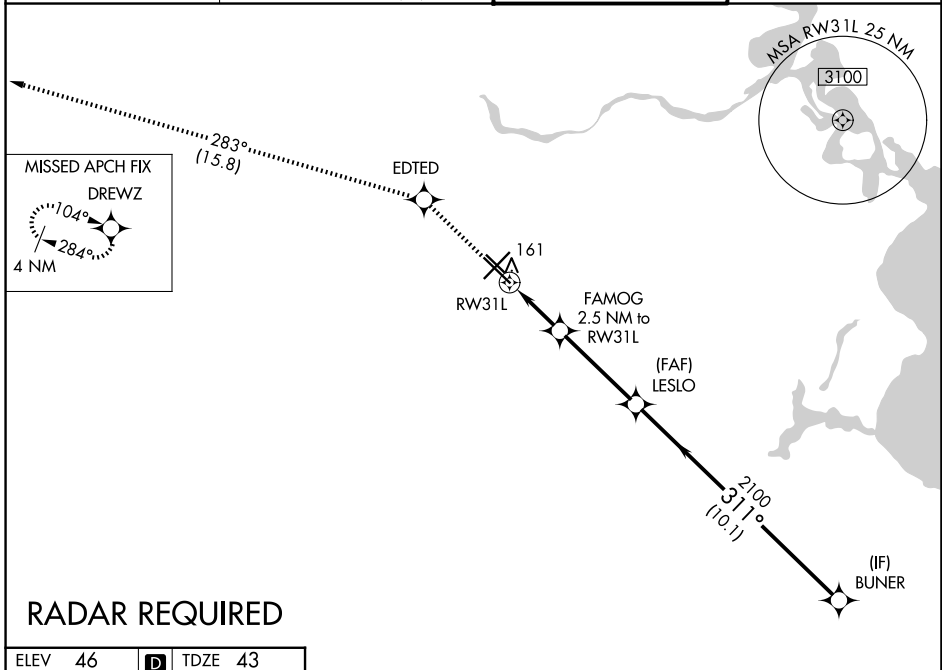 MSA RW31L 25 NM
3100
283°
(15.8)
MISSED APCH FIX
DREWZ
104°
284°
4 NM
EDTED
161
RW31L
FAMOG
2.5 NM to
RW31L
(FAF)
LESLO
2100
311°
(10.1)
(IF)
BUNER
RADAR REQUIRED
ELEV 46 D TDZE 43